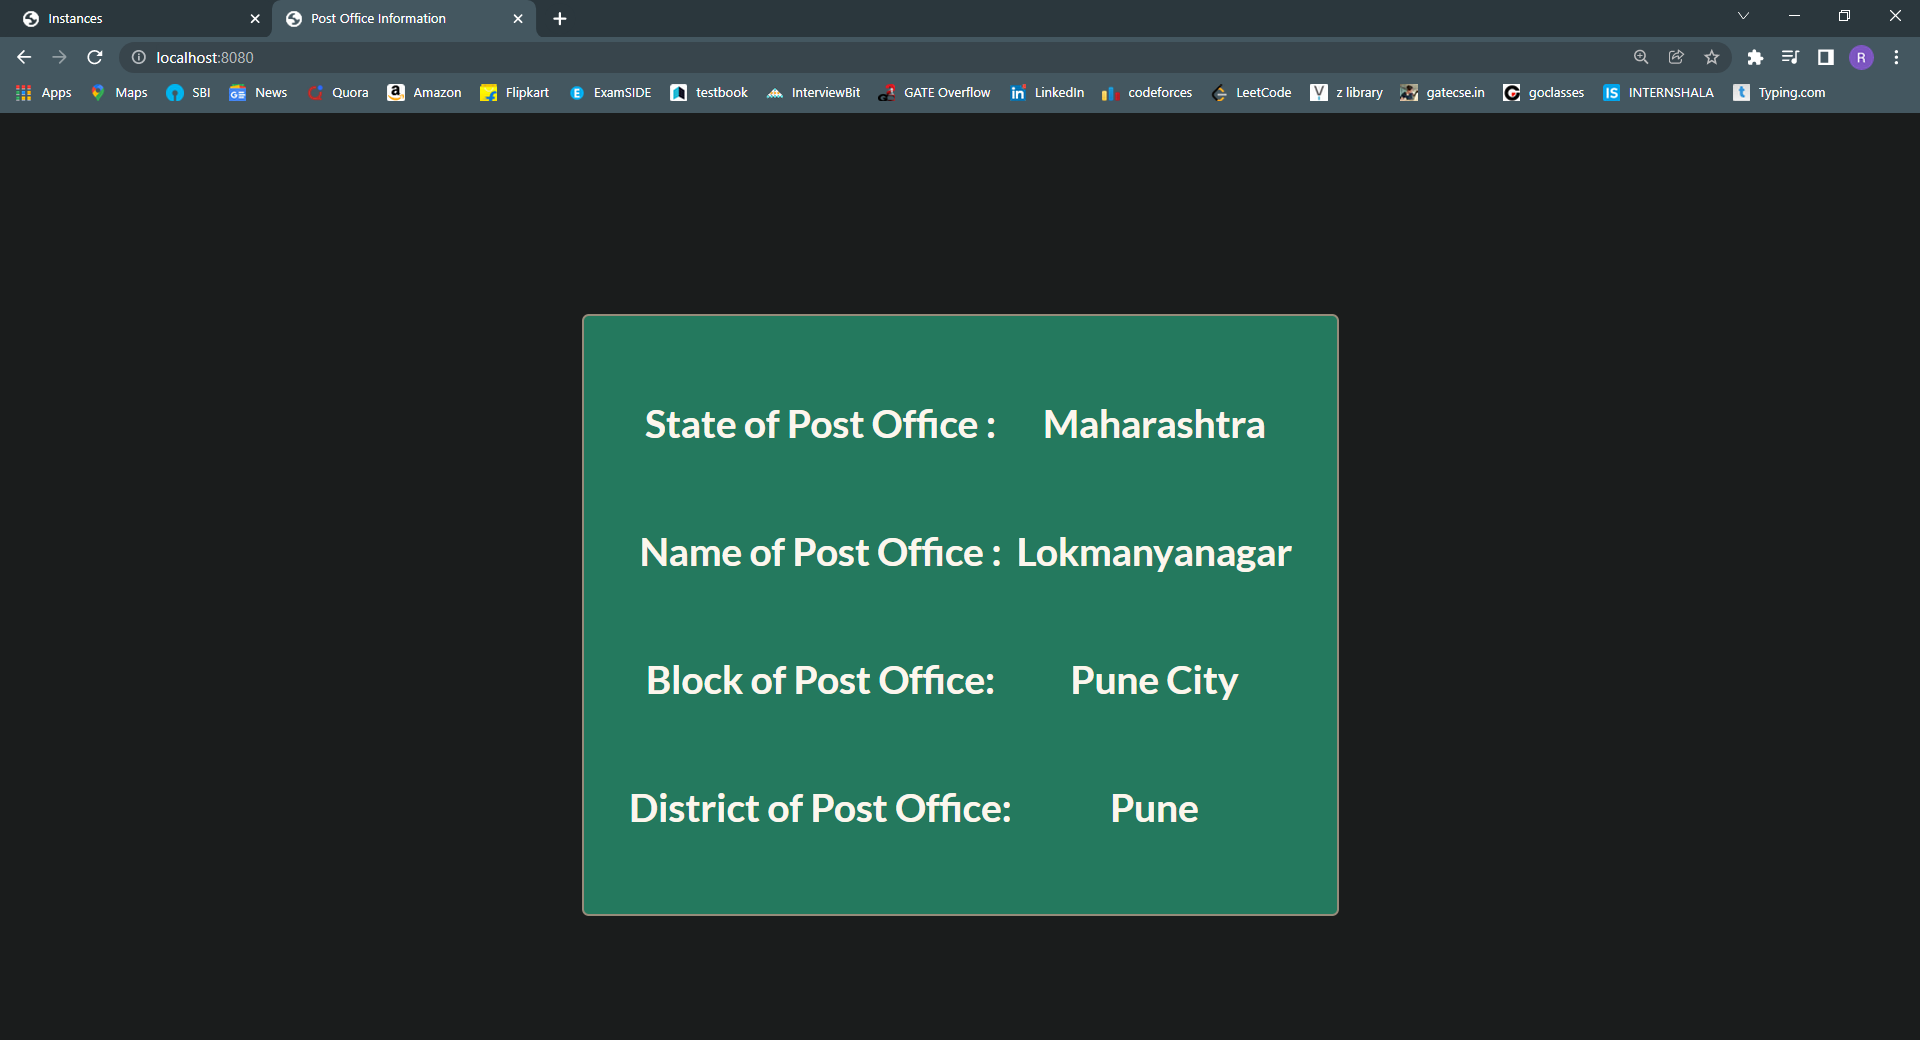 Instances
Post Office Information
localhost:8080
R
Apps Maps SBI News Quora Amazon Flipkart ExamSIDE testbook InterviewBit GATE Overflow LinkedIn codeforces LeetCode z library gatecse.in goclasses INTERNSHALA Typing.com
State of Post Office : Maharashtra
Name of Post Office : Lokmanyanagar
Block of Post Office: Pune City
District of Post Office: Pune